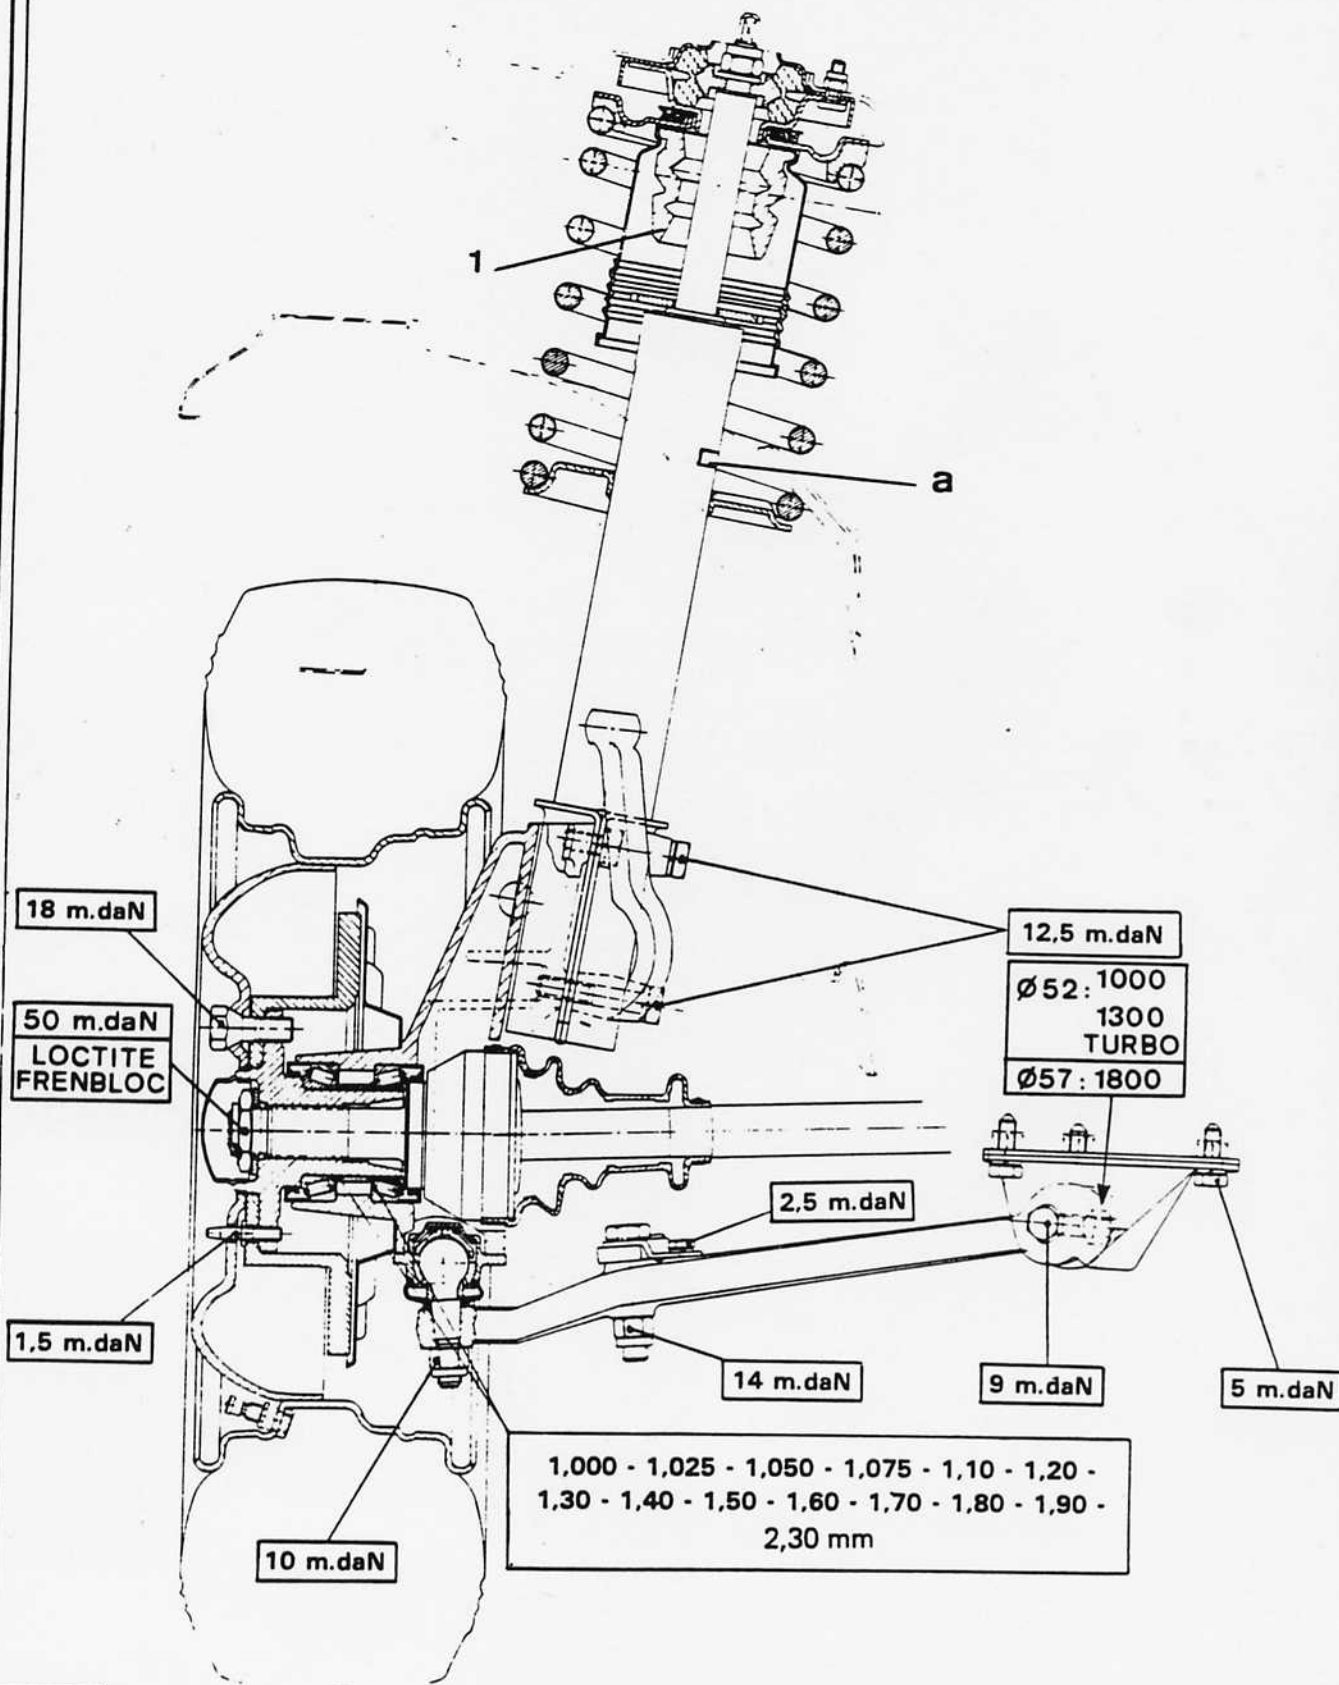 1
a
18 m.daN
12,5 m.daN
Ø52: 1000
1300
TURBO
Ø57: 1800
50 m.daN
LOCTITE
FRENBLOC
2,5 m.daN
1,5 m.daN
14 m.daN
9 m.daN
5 m.daN
1,000 - 1,025 - 1,050 - 1,075 - 1,10 - 1,20 -
1,30 - 1,40 - 1,50 - 1,60 - 1,70 - 1,80 - 1,90 -
2,30 mm
10 m.daN